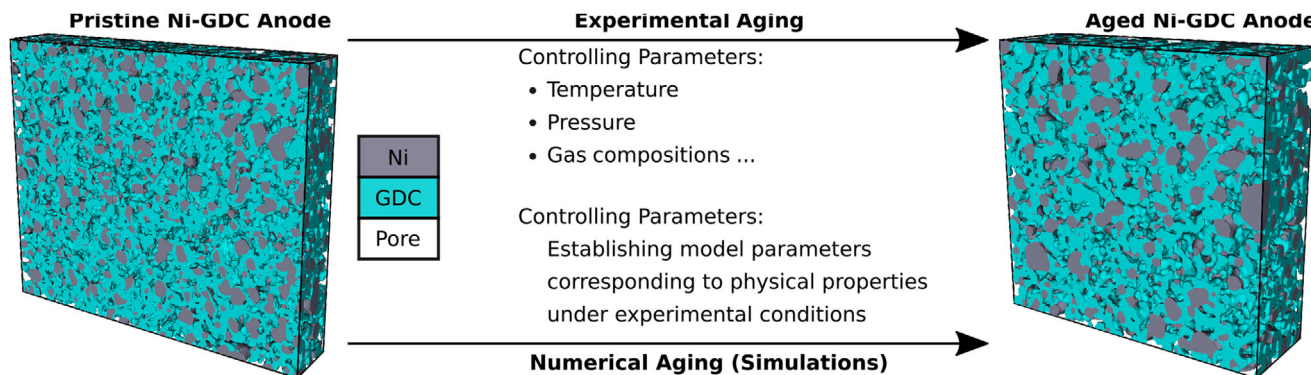 Pristine Ni-GDC Anode
Experimental Aging
Aged Ni-GDC Anode
Controlling Parameters:
• Temperature
• Pressure
• Gas compositions ...
Ni
GDC
Pore
Controlling Parameters:
Establishing model parameters
corresponding to physical properties
under experimental conditions
Numerical Aging (Simulations)